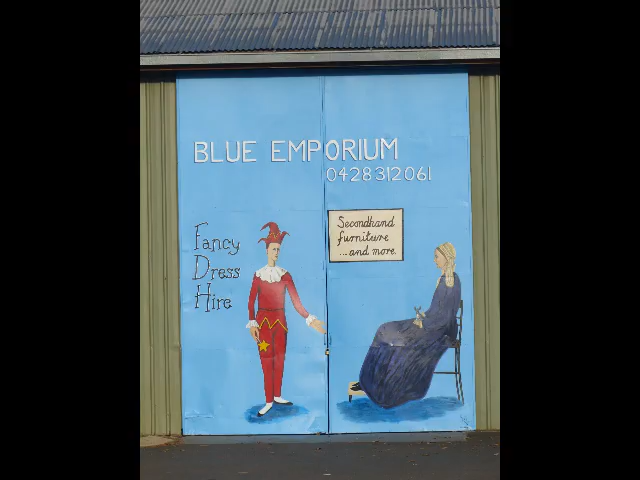 BLUE EMPORIUM
0428312061
Fancy
Dress
Hire
Secondhand
furniture
...and more.